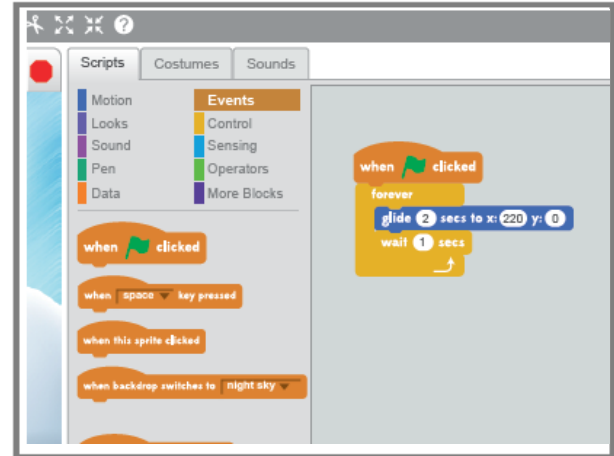 ?
Scripts Costumes Sounds
Motion Events
Looks Control
Sound Sensing
Pen Operators
Data More Blocks
when clicked
when space key pressed
when this sprite clicked
when backdrop switches to night sky
when clicked
forever
glide 2 secs to x: 220 y: 0
wait 1 secs